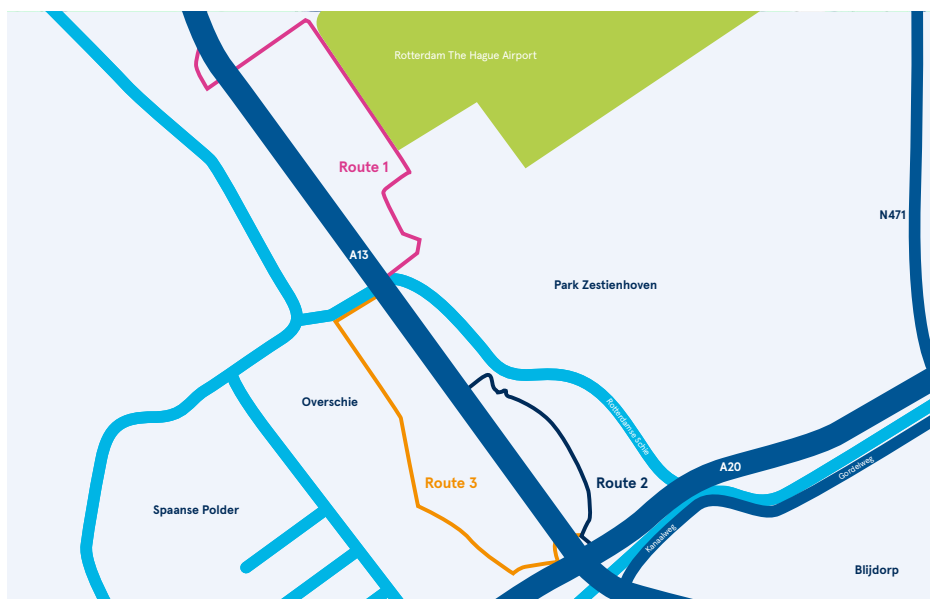 Rotterdam The Hague Airport
Route 1
N471
A13
Park Zestienhoven
Overschie
Rotterdamse Schie
A20
Gordelweg
Route 3
Route 2
Spaanse Polder
Kanaalweg
Blijdorp